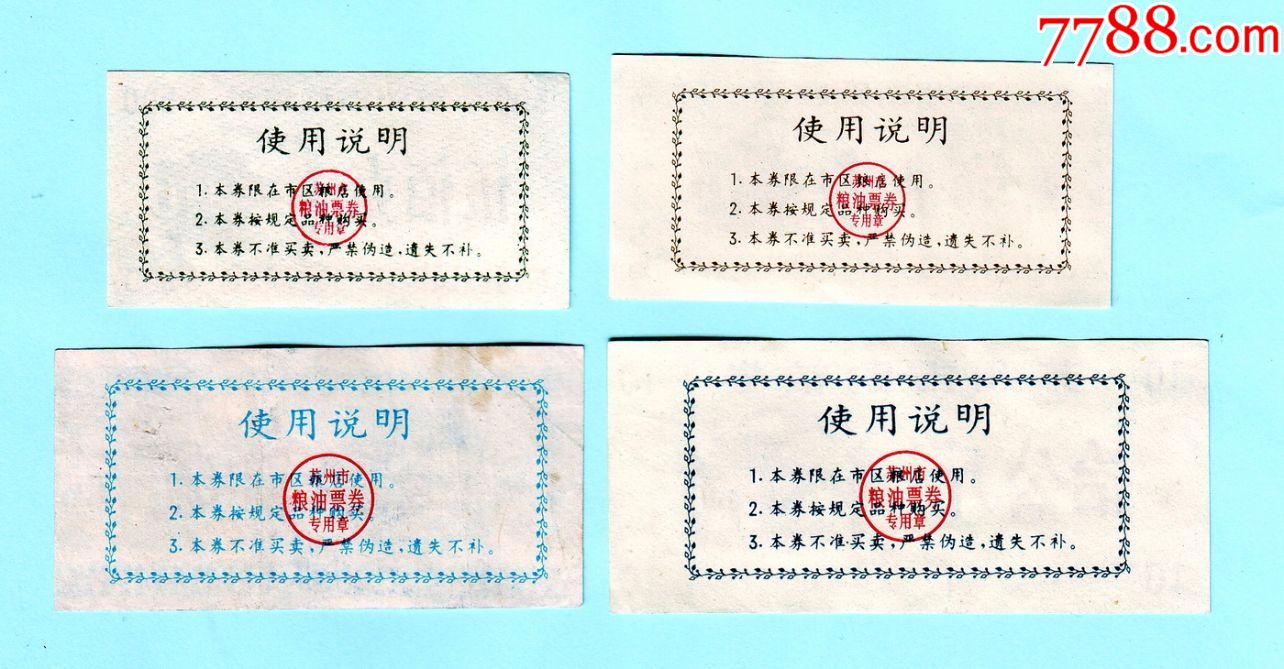 7788.com
使用说明
1.本券限在市区粮店使用。
2.本券按规定品种购买。
3.本券不准买卖,严禁伪造,遗失不补。
苏州市
粮油票券
专用章
使用说明
1.本券限在市区粮店使用。
2.本券按规定品种购买。
3.本券不准买卖,严禁伪造,遗失不补。
苏州市
粮油票券
专用章
使用说明
1.本券限在市区粮店使用。
2.本券按规定品种购买。
3.本券不准买卖,严禁伪造,遗失不补。
苏州市
粮油票券
专用章
使用说明
1.本券限在市区粮店使用。
2.本券按规定品种购买。
3.本券不准买卖,严禁伪造,遗失不补。
苏州市
粮油票券
专用章